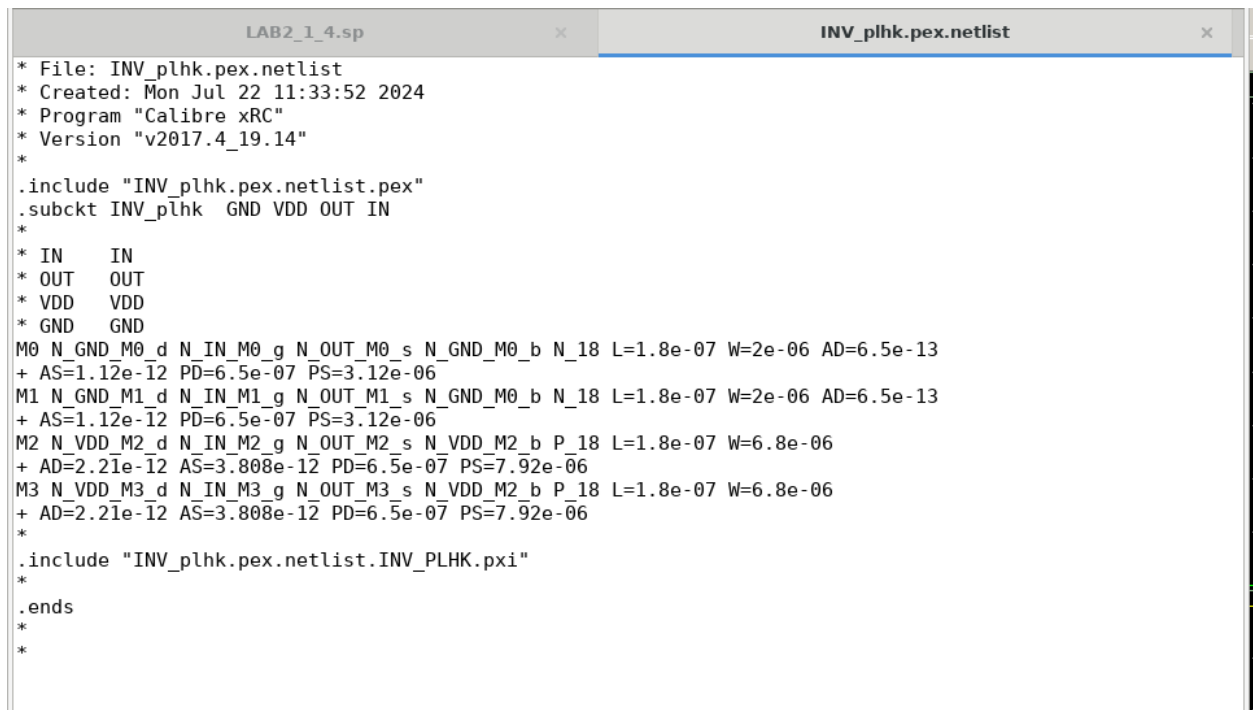 LAB2_1_4.sp × INV_plhk.pex.netlist ×
* File: INV_plhk.pex.netlist
* Created: Mon Jul 22 11:33:52 2024
* Program "Calibre xRC"
* Version "v2017.4_19.14"
*
.include "INV_plhk.pex.netlist.pex"
.subckt INV_plhk  GND VDD OUT IN
*
* IN    IN
* OUT   OUT
* VDD   VDD
* GND   GND
M0 N_GND_M0_d N_IN_M0_g N_OUT_M0_s N_GND_M0_b N_18 L=1.8e-07 W=2e-06 AD=6.5e-13
+ AS=1.12e-12 PD=6.5e-07 PS=3.12e-06
M1 N_GND_M1_d N_IN_M1_g N_OUT_M1_s N_GND_M0_b N_18 L=1.8e-07 W=2e-06 AD=6.5e-13
+ AS=1.12e-12 PD=6.5e-07 PS=3.12e-06
M2 N_VDD_M2_d N_IN_M2_g N_OUT_M2_s N_VDD_M2_b P_18 L=1.8e-07 W=6.8e-06
+ AD=2.21e-12 AS=3.808e-12 PD=6.5e-07 PS=7.92e-06
M3 N_VDD_M3_d N_IN_M3_g N_OUT_M3_s N_VDD_M2_b P_18 L=1.8e-07 W=6.8e-06
+ AD=2.21e-12 AS=3.808e-12 PD=6.5e-07 PS=7.92e-06
*
.include "INV_plhk.pex.netlist.INV_PLHK.pxi"
*
.ends
*
*